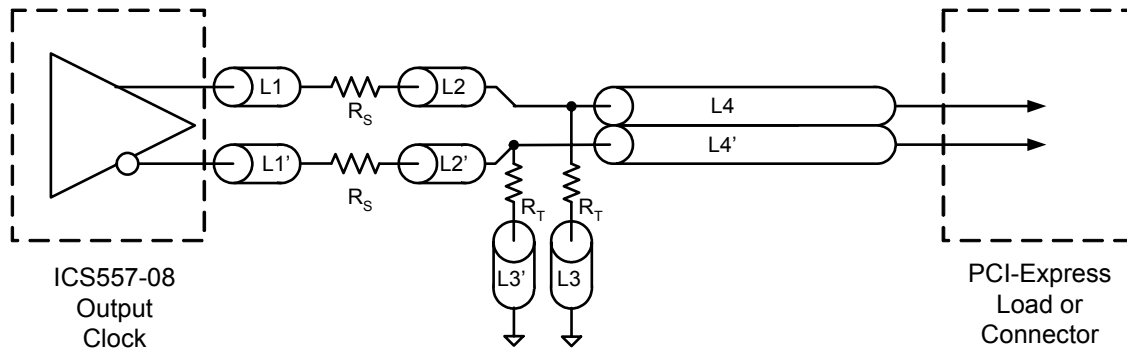 L1
R_S
L2
L4
L1'
R_S
L2'
L4'
R_T
R_T
L3'
L3
ICS557-08
Output
Clock
PCI-Express
Load or
Connector